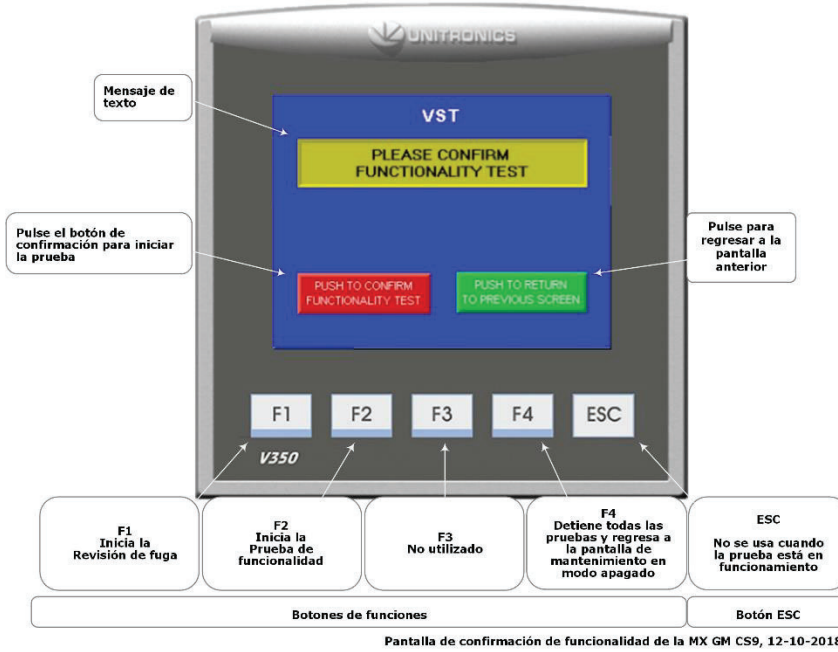 UNITRONICS
Mensaje de
texto
VST
PLEASE CONFIRM
FUNCTIONALITY TEST
Pulse el botón de
confirmación para iniciar
la prueba
Pulse para
regresar a la
pantalla
anterior
PUSH TO CONFIRM
FUNCTIONALITY TEST
PUSH TO RETURN
TO PREVIOUS SCREEN
F1
F2
F3
F4
ESC
V350
F1
Inicia la
Revisión de fuga
F2
Inicia la
Prueba de
funcionalidad
F3
No utilizado
F4
Detiene todas las
pruebas y regresa a
la pantalla de
mantenimiento en
modo apagado
ESC
No se usa cuando
la prueba está en
funcionamiento
Botones de funciones
Botón ESC
Pantalla de confirmación de funcionalidad de la MX GM CS9, 12-10-2018